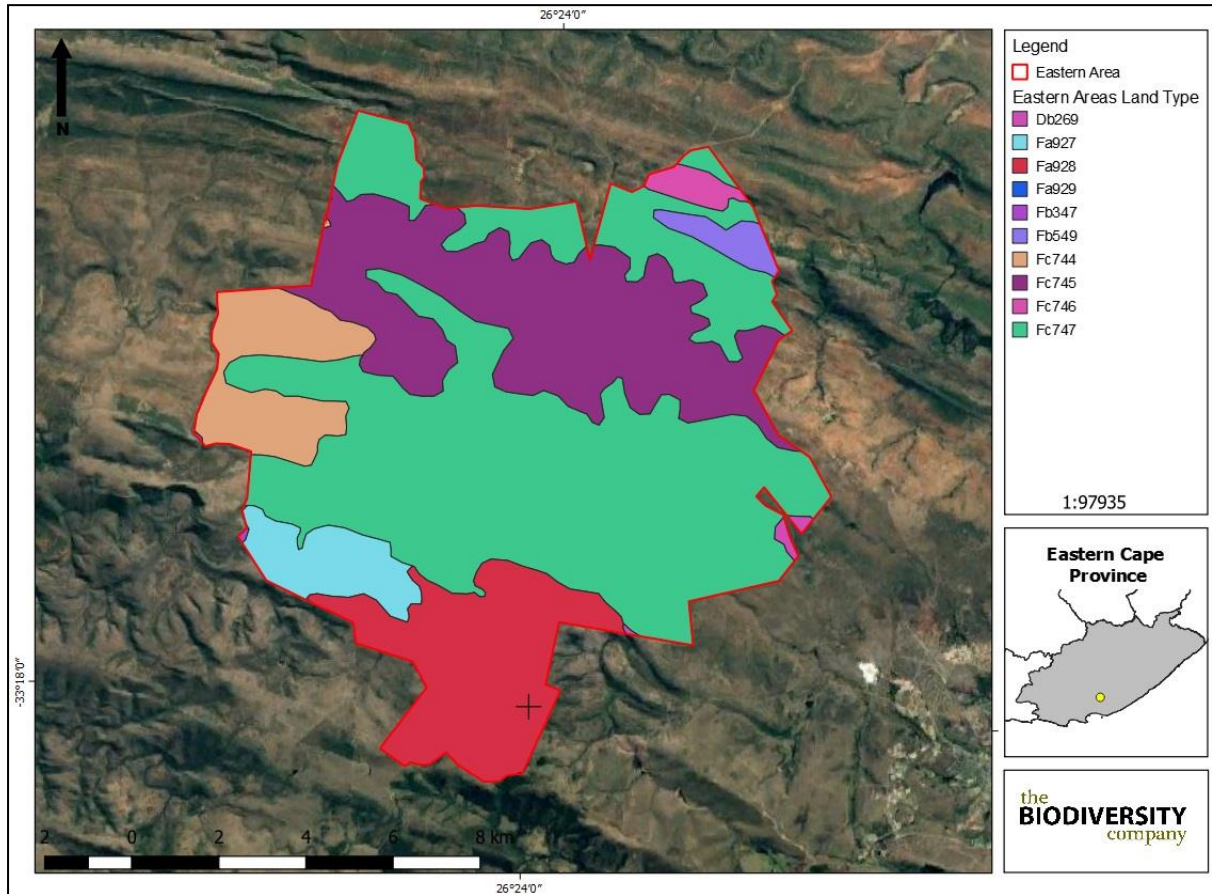 26°24′0″
N
-33°18′0″
2 0 2 4 6 8 km
26°24′0″
Legend
Eastern Area
Eastern Areas Land Type
Db269
Fa927
Fa928
Fa929
Fb347
Fb549
Fc744
Fc745
Fc746
Fc747
1:97935
Eastern Cape
Province
the
BIODIVERSITY
company